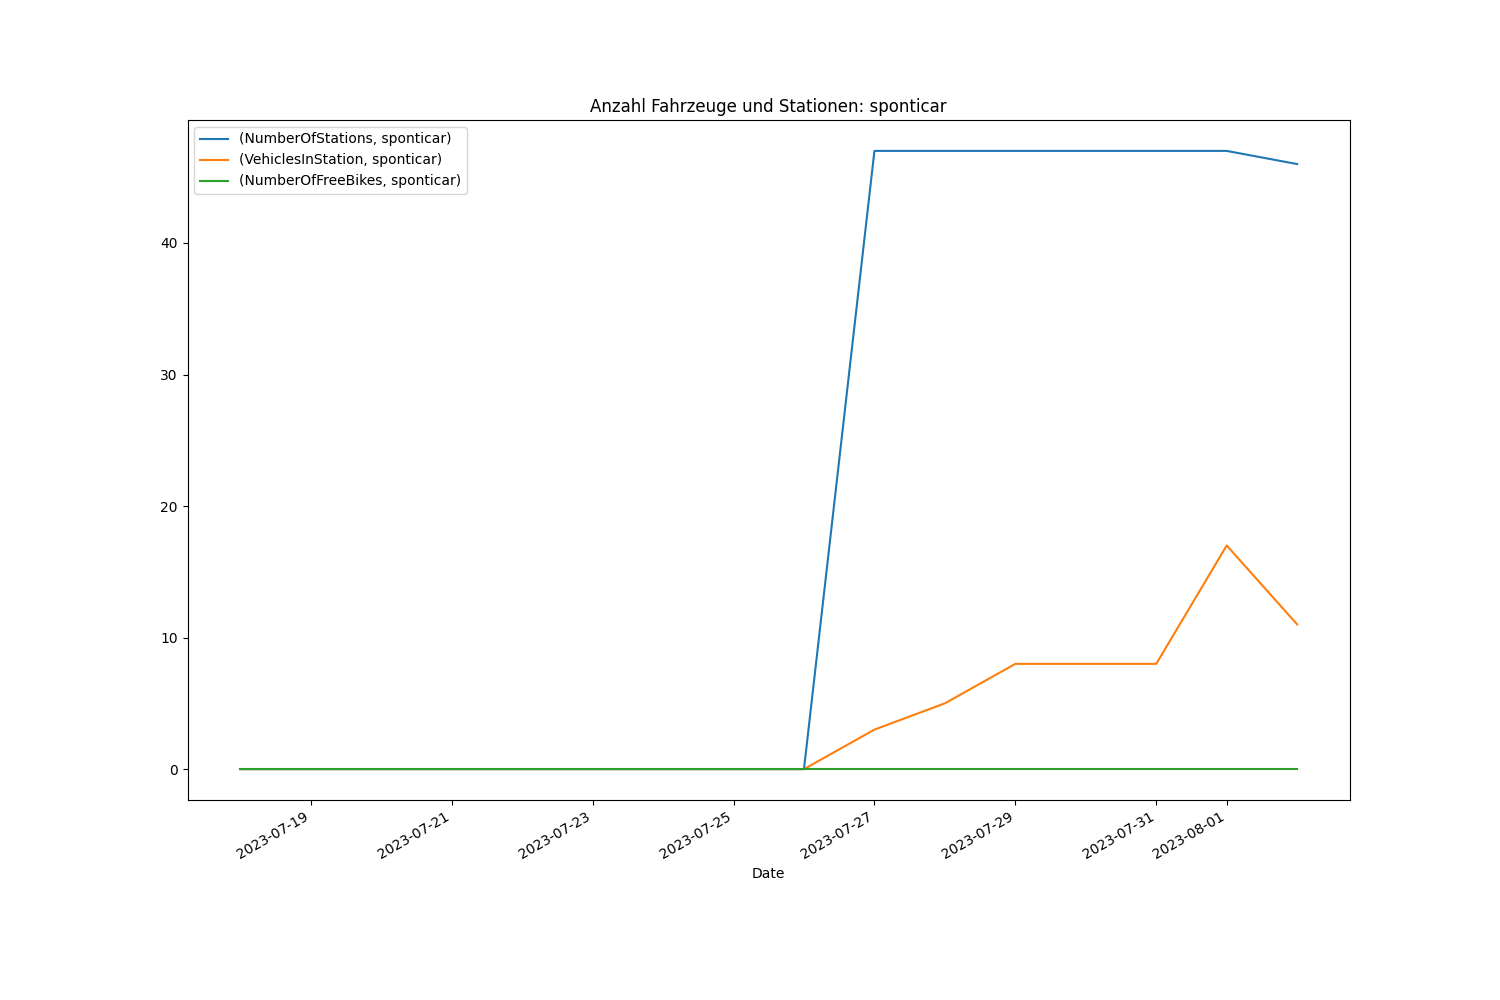 Anzahl Fahrzeuge und Stationen: sponticar
(NumberOfStations, sponticar)
(VehiclesInStation, sponticar)
(NumberOfFreeBikes, sponticar)
40
30
20
10
0
2023-07-19
2023-07-21
2023-07-23
2023-07-25
2023-07-27
2023-07-29
2023-07-31
2023-08-01
Date